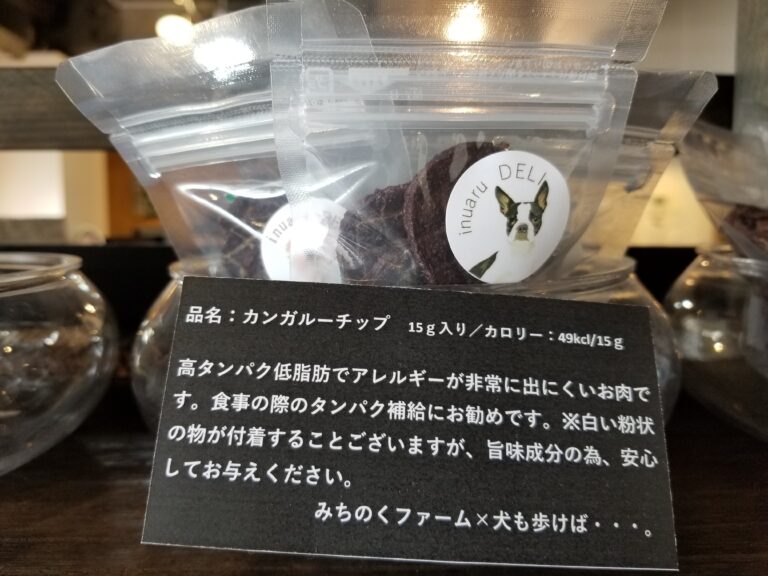 inuaru DELI
inuaru
品名：カンガルーチップ　15ｇ入り／カロリー：49kcl/15ｇ
高タンパク低脂肪でアレルギーが非常に出にくいお肉で
す。食事の際のタンパク補給にお勧めです。※白い粉状
の物が付着することございますが、旨味成分の為、安心
してお与えください。
みちのくファーム×犬も歩けば・・・。